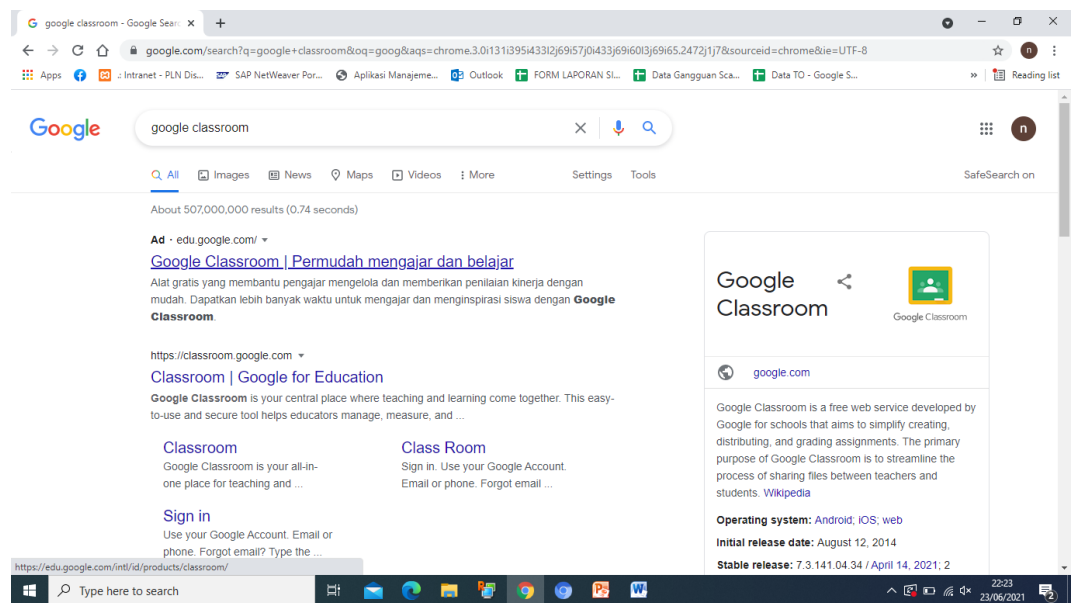 google classroom - Google Sear
google.com/search?q=google+classroom&oq=goog&aqs=chrome.3.0i131i395i433l2j69i57j0i433j69i60l3j69i65.2472j1j7&sourceid=chrome&ie=UTF-8
n
Apps
.: Intranet - PLN Dis...
SAP NetWeaver Por...
Aplikasi Manajeme...
Outlook
FORM LAPORAN SI...
Data Gangguan Sca...
Data TO - Google S...
»
Reading list
Google
google classroom
n
All
Images
News
Maps
Videos
More
Settings
Tools
SafeSearch on
About 507,000,000 results (0.74 seconds)
Ad · edu.google.com/
Google Classroom | Permudah mengajar dan belajar
Alat gratis yang membantu pengajar mengelola dan memberikan penilaian kinerja dengan
mudah. Dapatkan lebih banyak waktu untuk mengajar dan menginspirasi siswa dengan Google
Classroom.
https://classroom.google.com
Classroom | Google for Education
Google Classroom is your central place where teaching and learning come together. This easy-
to-use and secure tool helps educators manage, measure, and ...
Classroom
Google Classroom is your all-in-
one place for teaching and ...
Class Room
Sign in. Use your Google Account.
Email or phone. Forgot email ...
Sign in
Use your Google Account. Email or
phone. Forgot email? Type the ...
Google
Classroom
Google Classroom
google.com
Google Classroom is a free web service developed by
Google for schools that aims to simplify creating,
distributing, and grading assignments. The primary
purpose of Google Classroom is to streamline the
process of sharing files between teachers and
students. Wikipedia
Operating system: Android; iOS; web
Initial release date: August 12, 2014
Stable release: 7.3.141.04.34 / April 14, 2021; 2
https://edu.google.com/intl/id/products/classroom/
Type here to search
22:23
23/06/2021
2